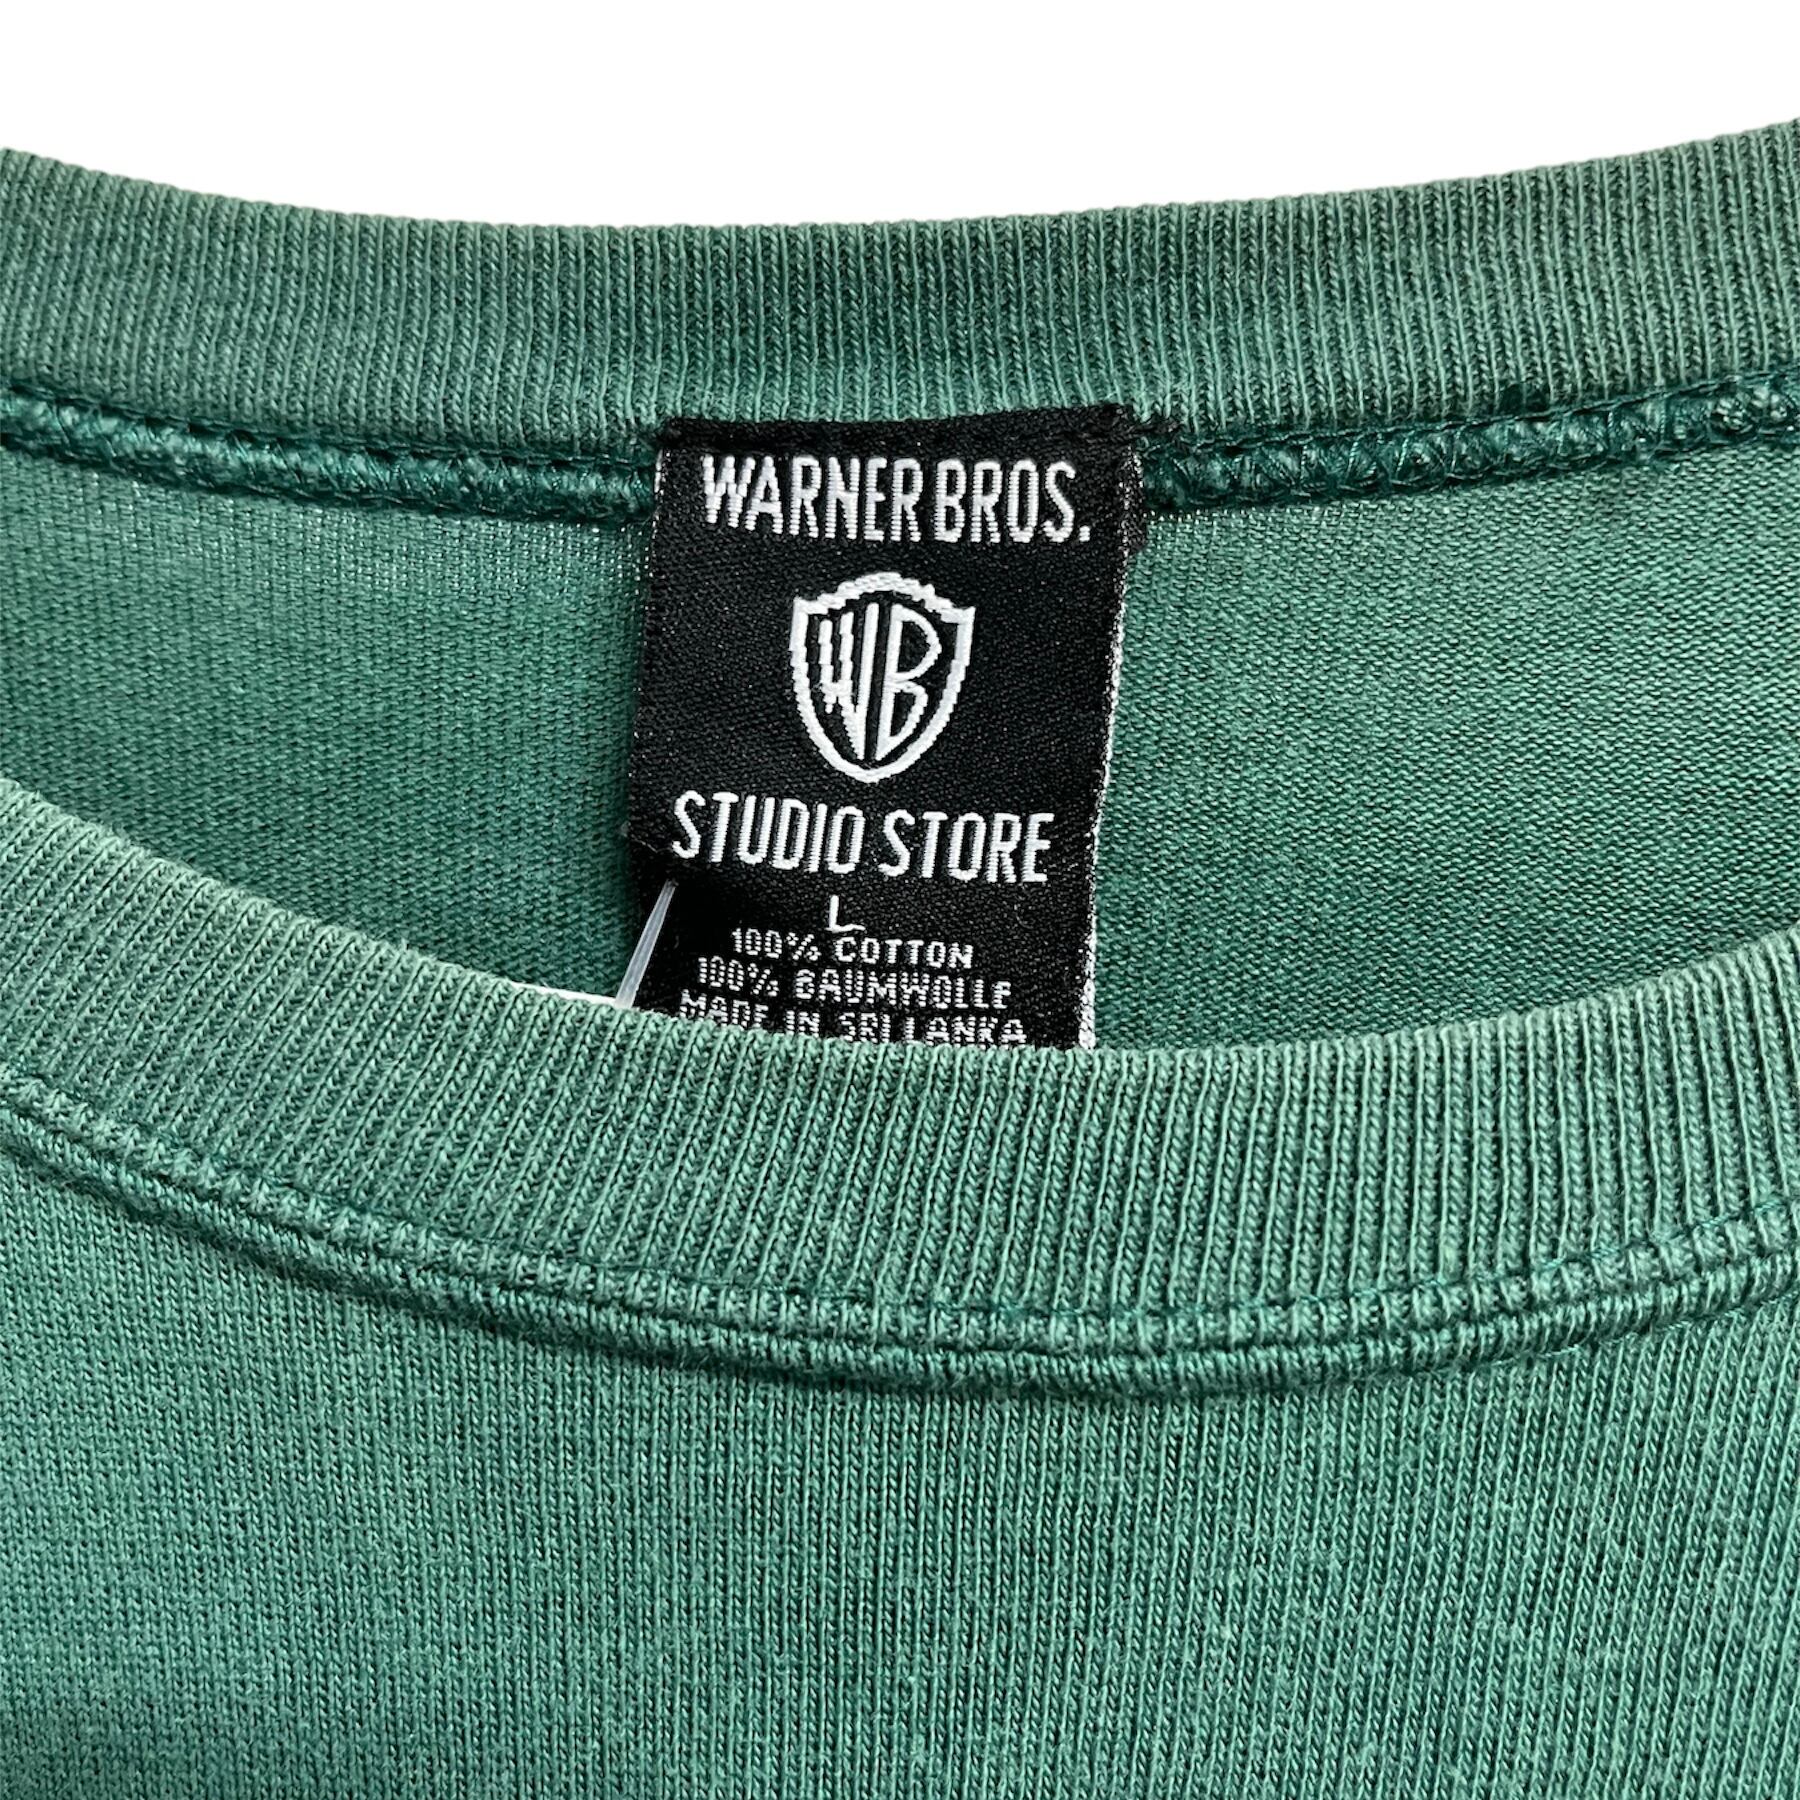 WARNER BROS.
WB
STUDIO STORE
L
100% COTTON
100% BAUMWOLLE
MADE IN SRI LANKA